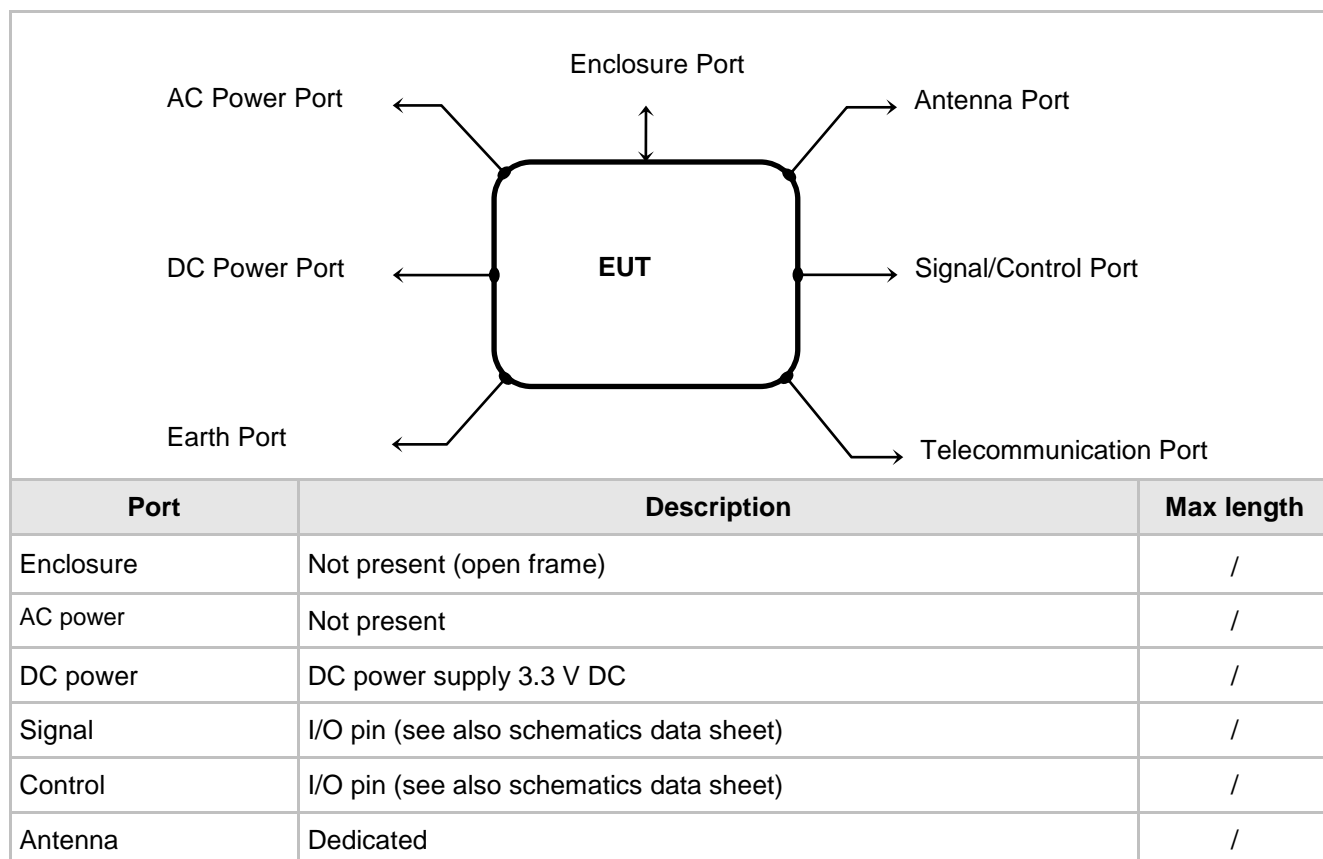 Enclosure Port
AC Power Port
Antenna Port
DC Power Port
EUT
Signal/Control Port
Earth Port
Telecommunication Port
Port Description Max length
Enclosure Not present (open frame) /
AC power Not present /
DC power DC power supply 3.3 V DC /
Signal I/O pin (see also schematics data sheet) /
Control I/O pin (see also schematics data sheet) /
Antenna Dedicated /